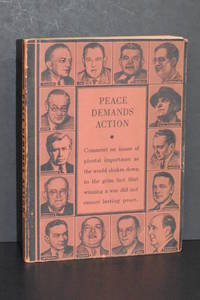 PEACE
DEMANDS
ACTION
Comment on issues of
pivotal importance as
the world shakes down
to the grim fact that
winning a war did not
cement lasting peace.